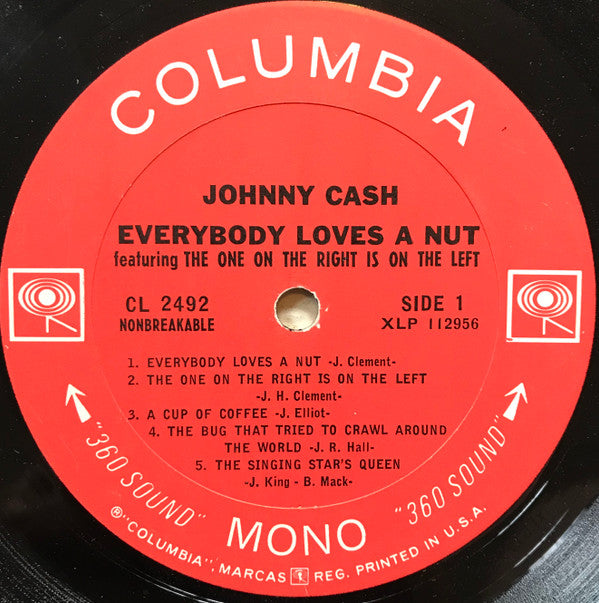 COLUMBIA
JOHNNY CASH
EVERYBODY LOVES A NUT
featuring THE ONE ON THE RIGHT IS ON THE LEFT
CL 2492
NONBREAKABLE
SIDE 1
XLP 112956
1. EVERYBODY LOVES A NUT -J. Clement-
2. THE ONE ON THE RIGHT IS ON THE LEFT
-J. H. Clement-
3. A CUP OF COFFEE -J. Elliot-
4. THE BUG THAT TRIED TO CRAWL AROUND
THE WORLD -J. R. Hall-
5. THE SINGING STAR'S QUEEN
-J. King - B. Mack-
"360 SOUND"
MONO
"360 SOUND"
®"COLUMBIA", MARCAS REG. PRINTED IN U.S.A.